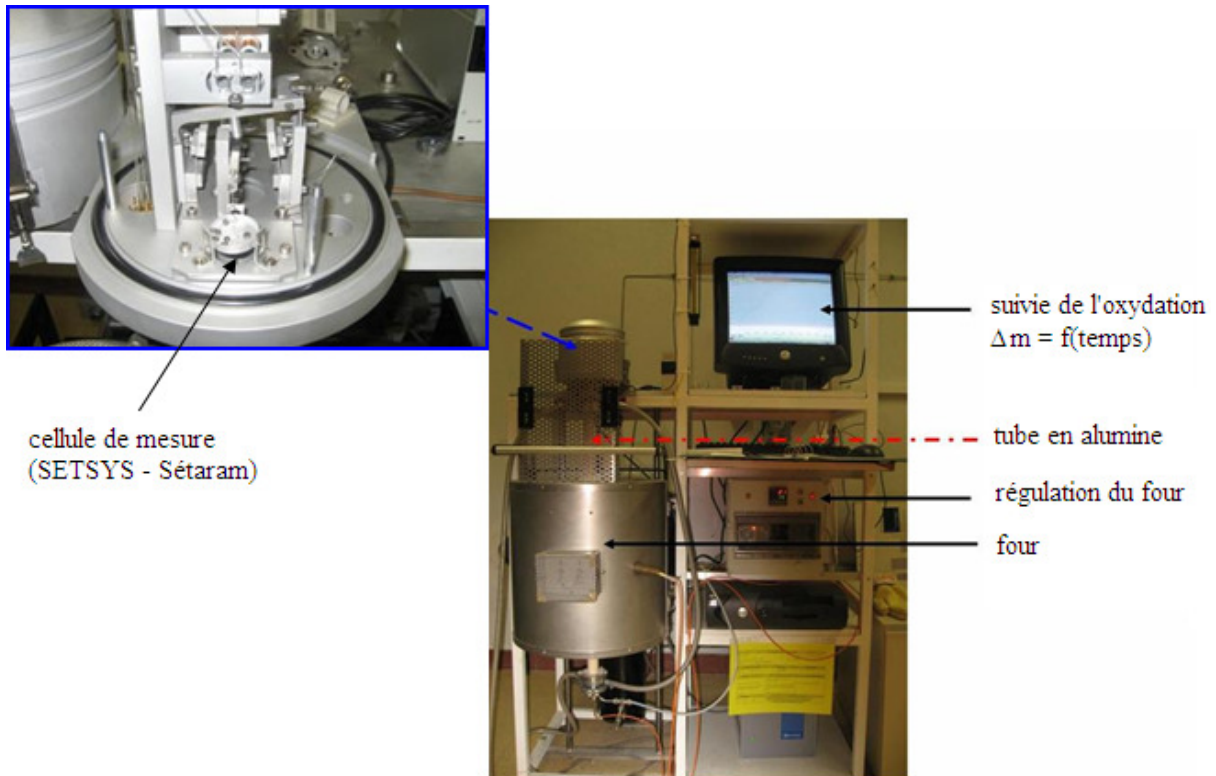 cellule de mesure
(SETSYS - Sétaram)
suivie de l'oxydation
Δm = f(temps)
tube en alumine
régulation du four
four